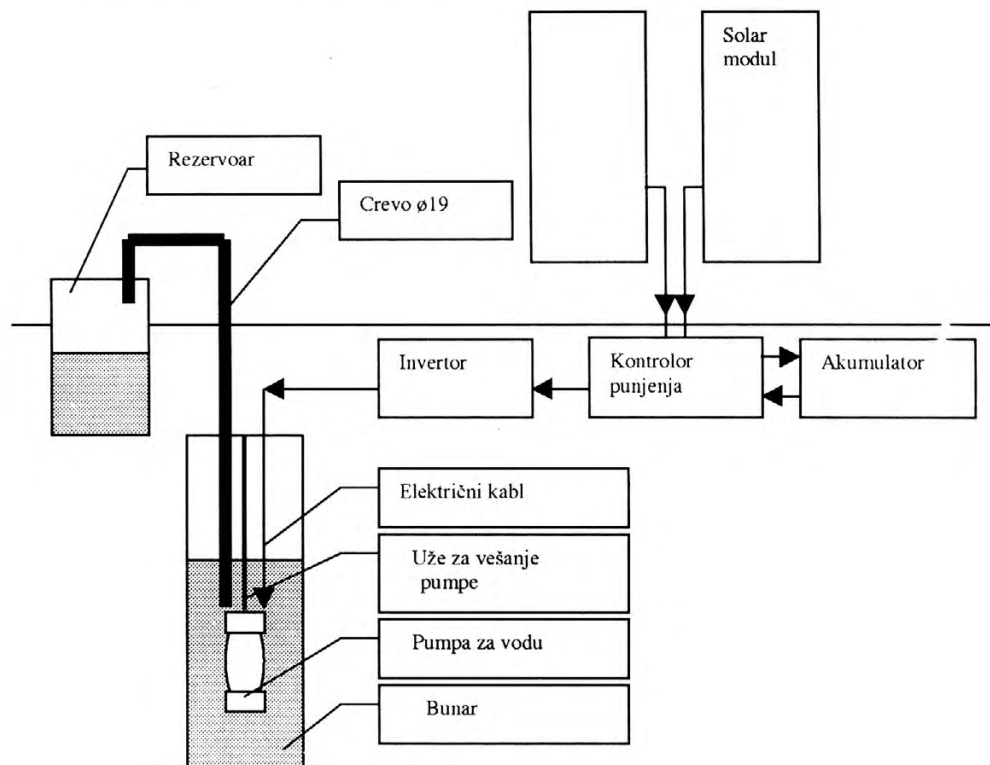 Solar
modul
Rezervoar
Crevo ø19
Invertor
Kontrolor
punjenja
Akumulator
Električni kabl
Uže za vešanje
pumpe
Pumpa za vodu
Bunar